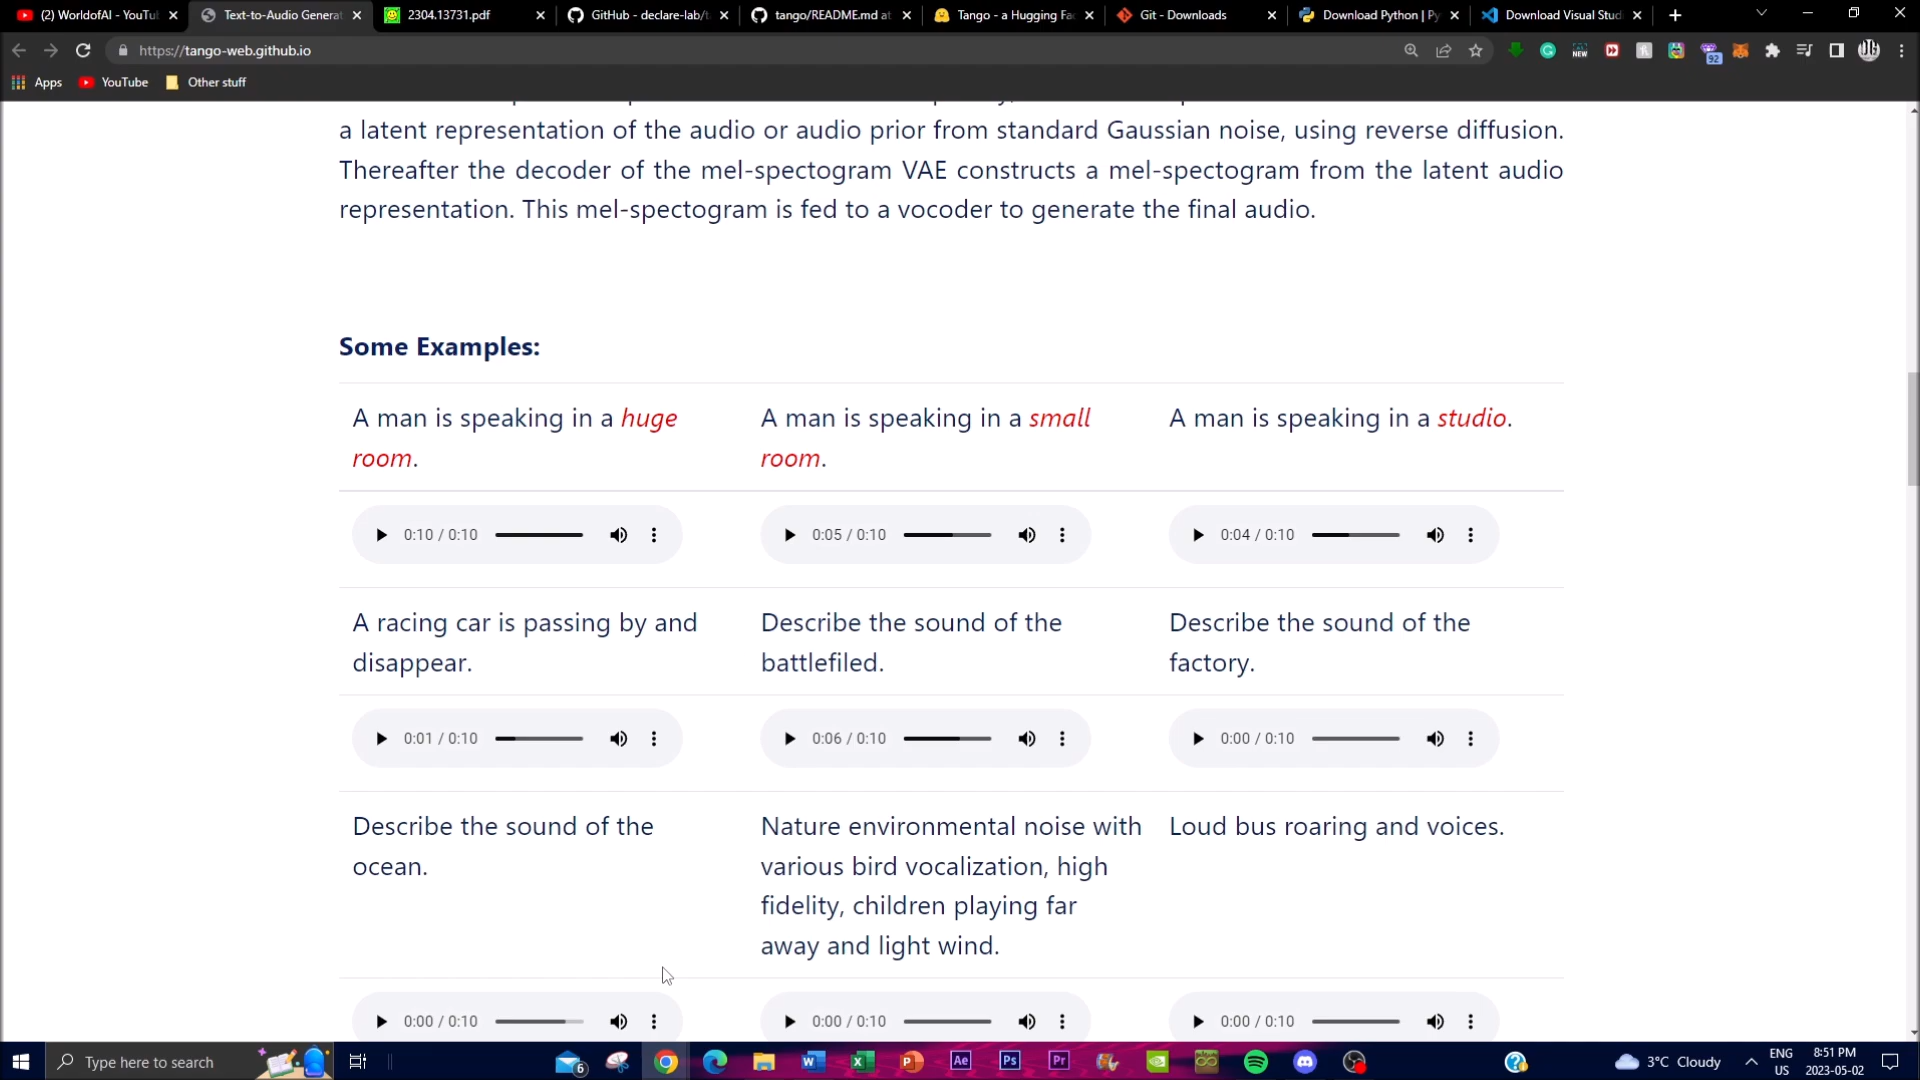 (2) WorldofAI - YouTu
Text-to-Audio Generat
2304.13731.pdf
GitHub - declare-lab/t
tango/README.md at
Tango - a Hugging Fac
Git - Downloads
Download Python | Py
Download Visual Stud
https://tango-web.github.io
NEW
92
Apps
YouTube
Other stuff
a latent representation of the audio or audio prior from standard Gaussian noise, using reverse diffusion.
Thereafter the decoder of the mel-spectogram VAE constructs a mel-spectogram from the latent audio
representation. This mel-spectogram is fed to a vocoder to generate the final audio.
Some Examples:
A man is speaking in a huge
room.
A man is speaking in a small
room.
A man is speaking in a studio.
0:10 / 0:10
0:05 / 0:10
0:04 / 0:10
A racing car is passing by and
disappear.
Describe the sound of the
battlefiled.
Describe the sound of the
factory.
0:01 / 0:10
0:06 / 0:10
0:00 / 0:10
Describe the sound of the
ocean.
Nature environmental noise with
various bird vocalization, high
fidelity, children playing far
away and light wind.
Loud bus roaring and voices.
0:00 / 0:10
0:00 / 0:10
0:00 / 0:10
Type here to search
6
Ae
Ps
Pr
3°C Cloudy
ENG
US
8:51 PM
2023-05-02